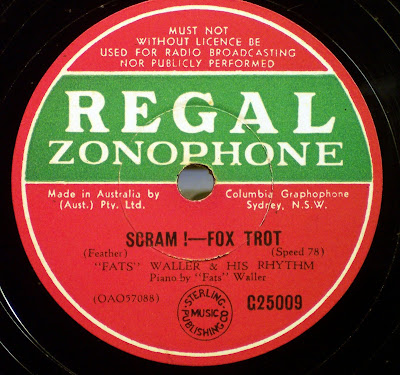 MUST NOT
WITHOUT LICENCE BE
USED FOR RADIO BROADCASTING
NOR PUBLICLY PERFORMED
REGAL
ZONOPHONE
Made in Australia by Columbia Graphophone
(Aust.) Pty. Ltd. Sydney, N.S.W.
SCRAM!—FOX TROT
(Feather) (Speed 78)
"FATS" WALLER & HIS RHYTHM
Piano by "Fats" Waller
(OAO57088)
STERLING
MUSIC
PUBLISHING CO
G25009